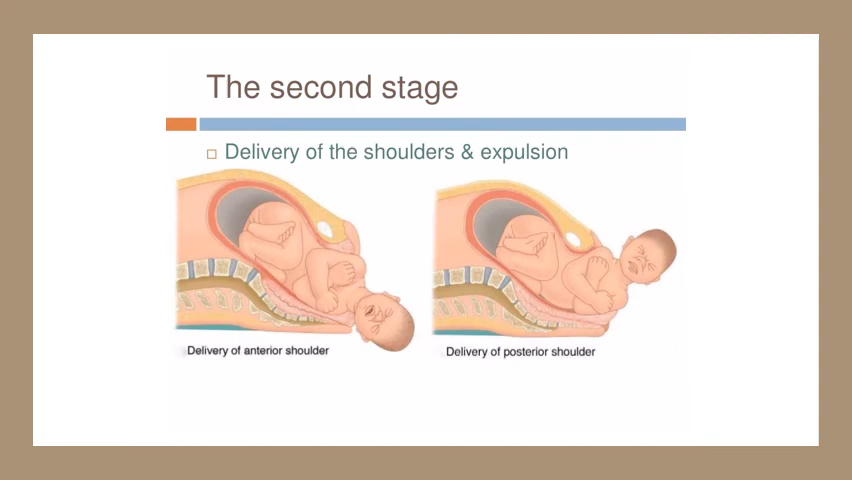 The second stage
Delivery of the shoulders & expulsion
Delivery of anterior shoulder
Delivery of posterior shoulder